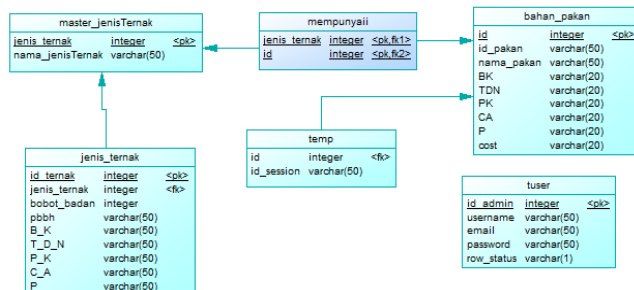 master_jenisTernak
jenis_ternak integer <pk>
nama_jenisTernak varchar(50)
mempunyaii
jenis_ternak integer <pk,fk1>
id integer <pk,fk2>
bahan_pakan
id integer <pk>
id_pakan varchar(50)
nama_pakan varchar(50)
BK varchar(20)
TDN varchar(20)
PK varchar(20)
CA varchar(20)
P varchar(20)
cost varchar(20)
jenis_ternak
id_ternak integer <pk>
jenis_ternak integer <fk>
bobot_badan integer
pbbh varchar(50)
B_K varchar(50)
T_D_N varchar(50)
P_K varchar(50)
C_A varchar(50)
P varchar(50)
temp
id integer <fk>
id_session varchar(50)
tuser
id_admin integer <pk>
username varchar(50)
email varchar(50)
password varchar(50)
row_status varchar(1)